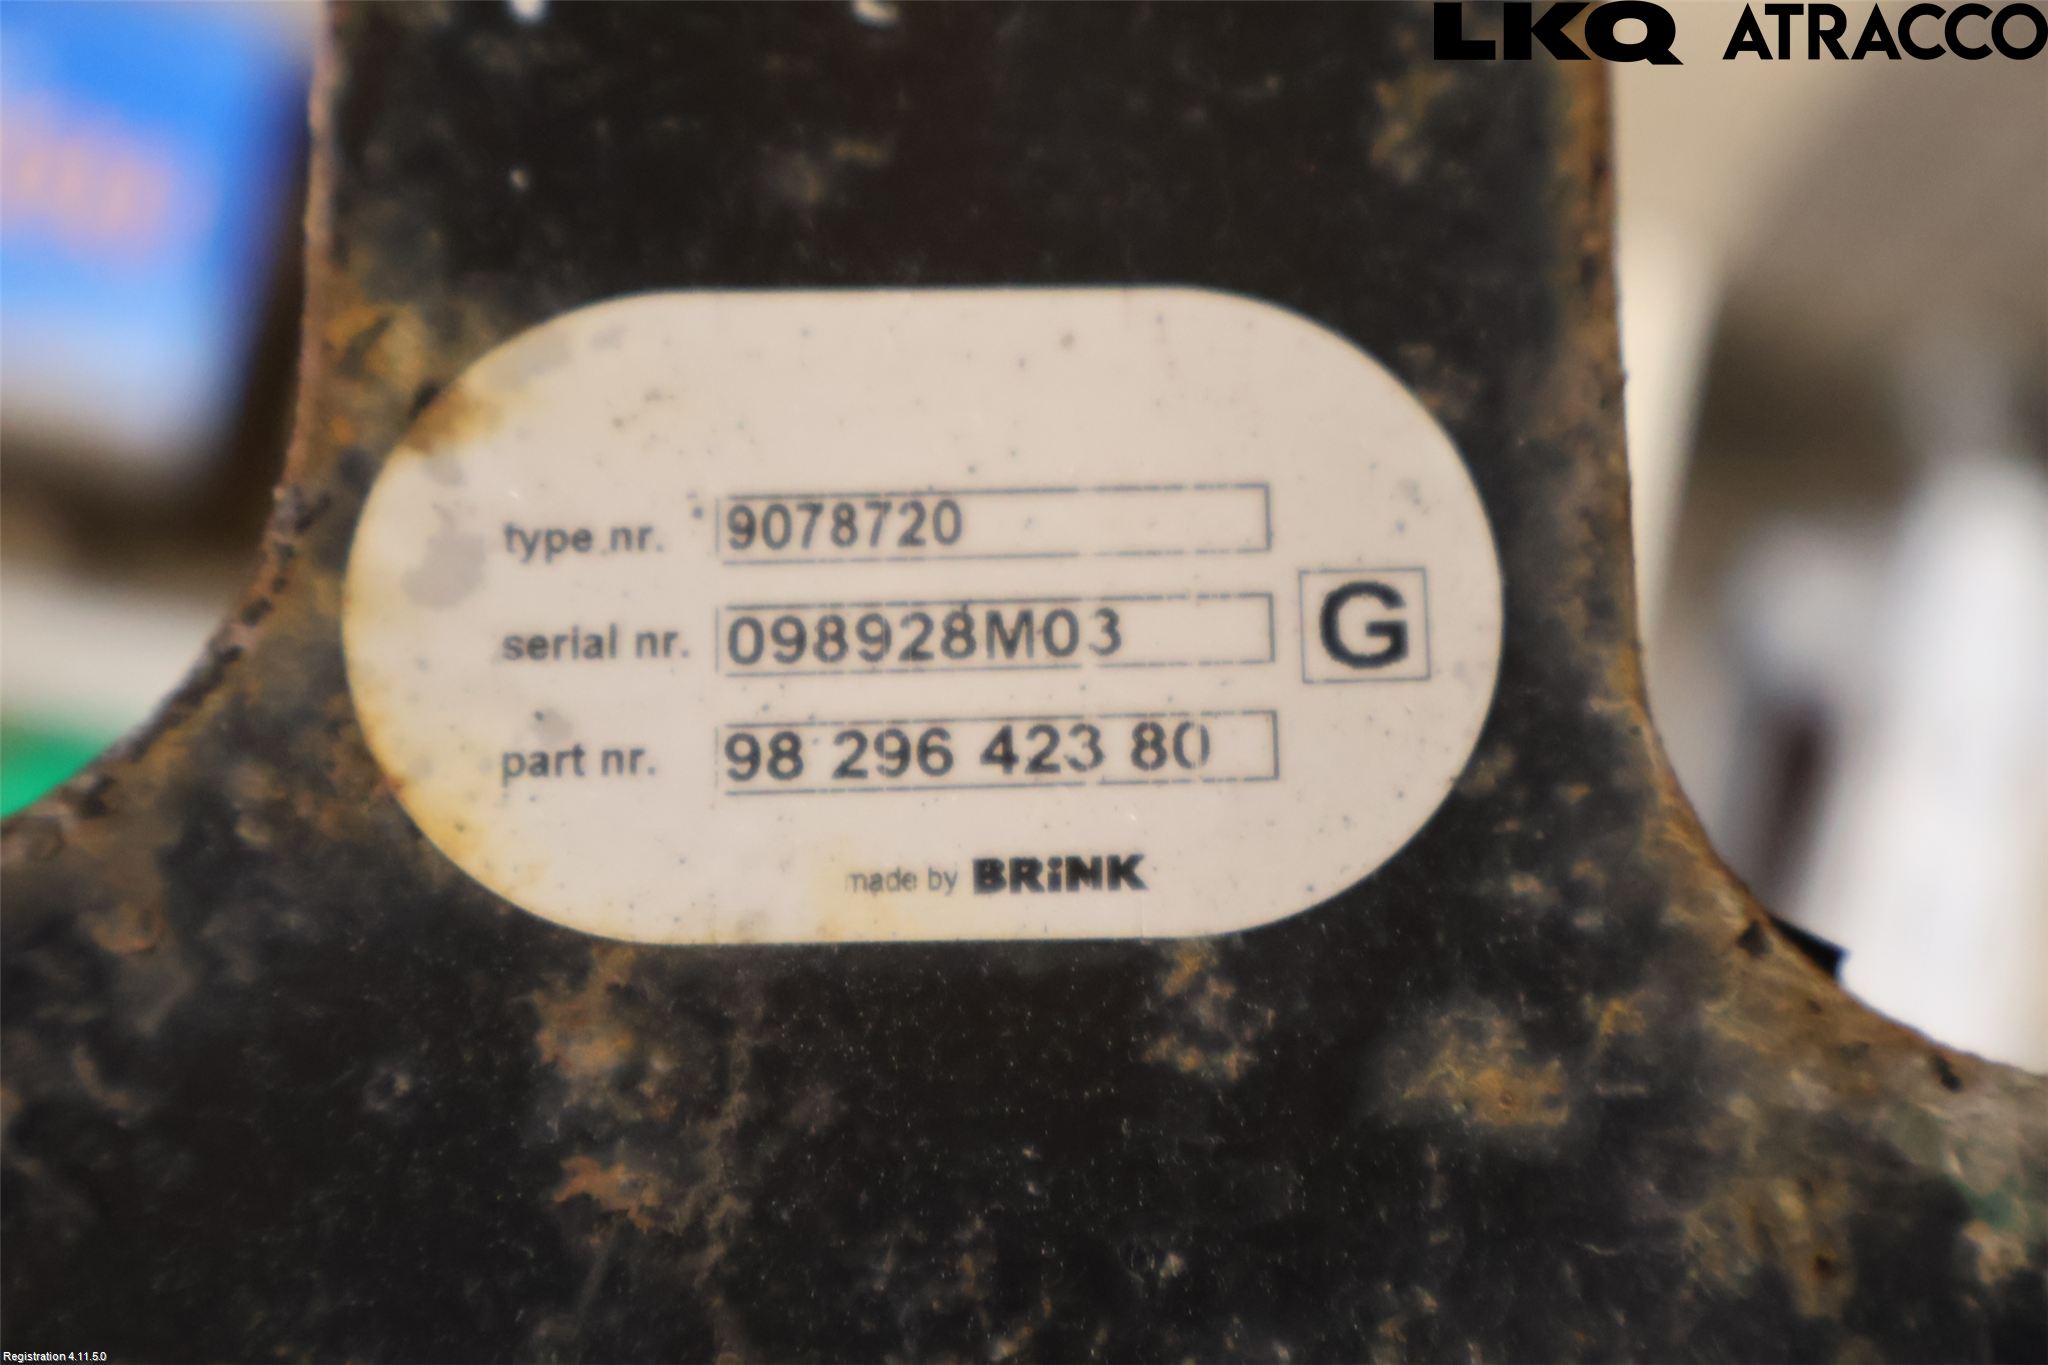 LKQ ATRACCO
type nr. 9078720
serial nr. 098928M03
G
part nr. 98 296 423 80
made by BRiNK
Registration 4.11.5.0